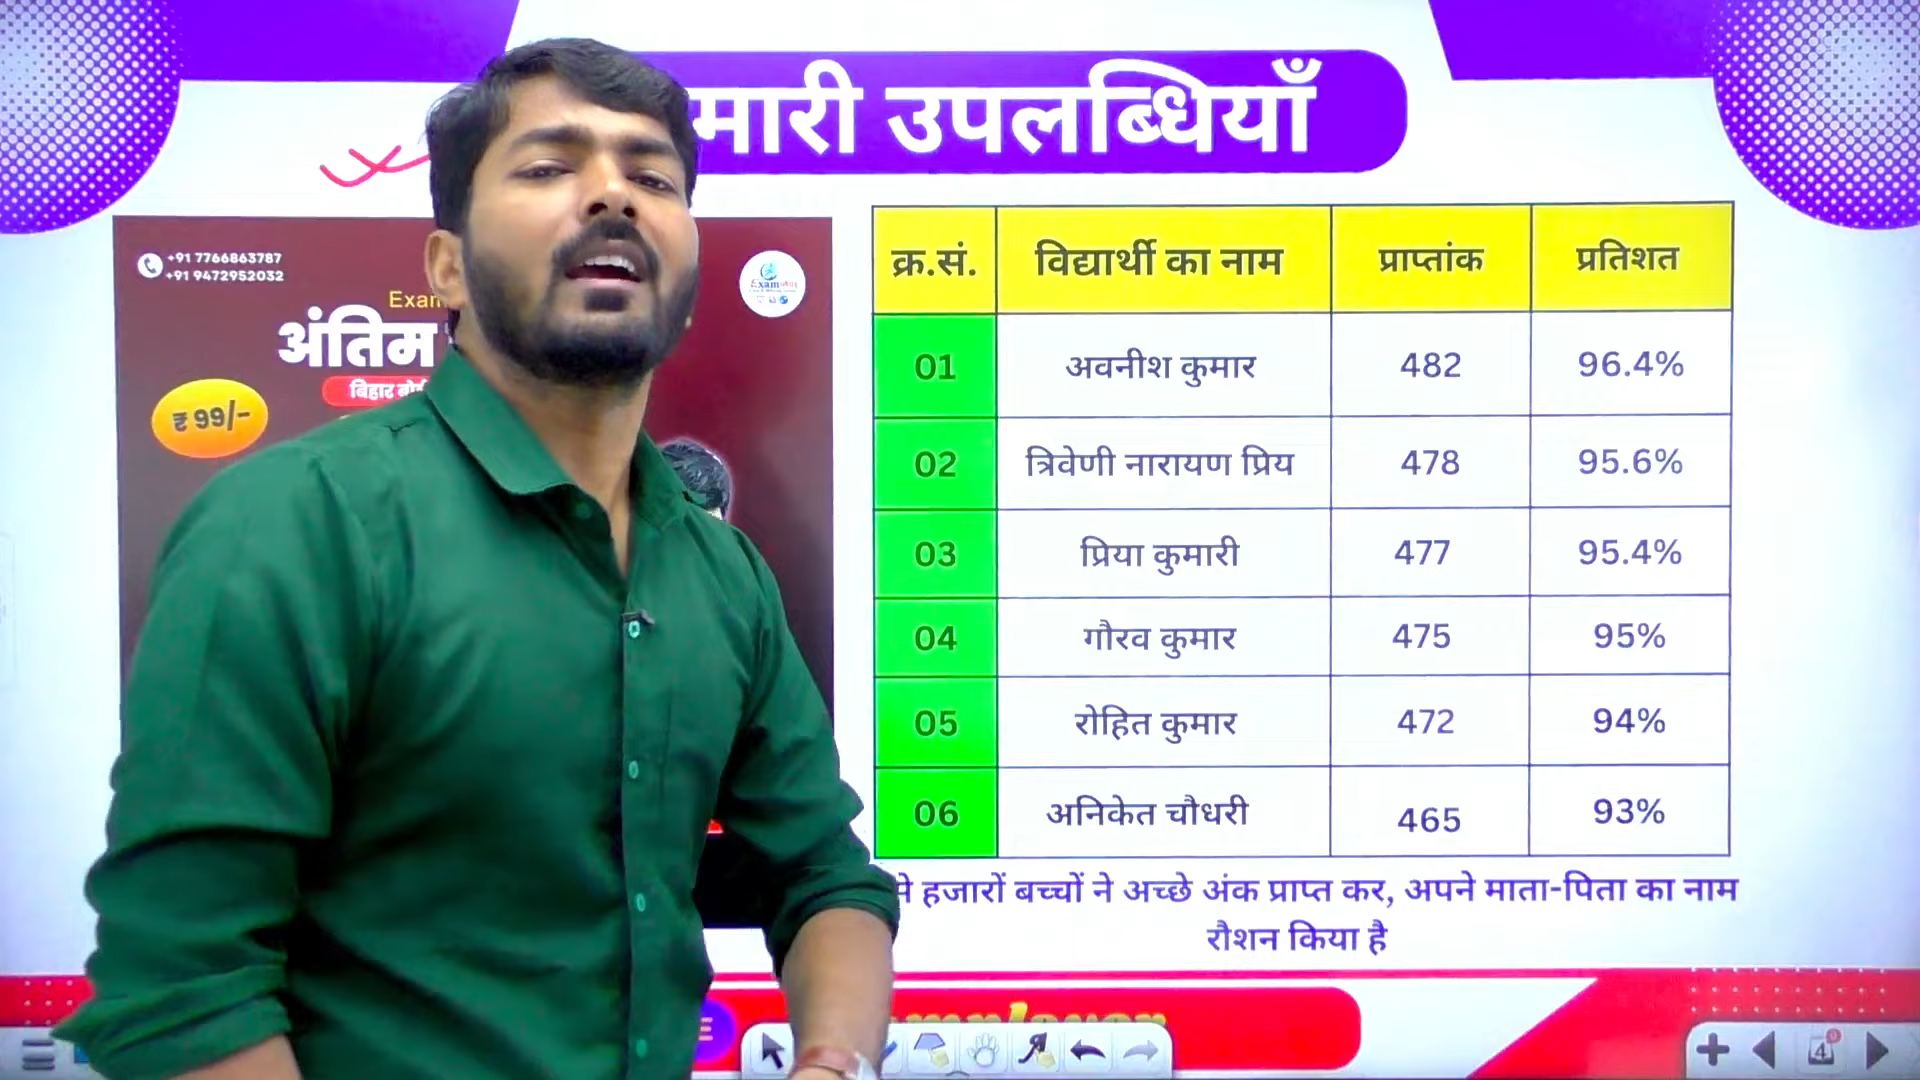 मारी उपलब्धियाँ
+91 7766863787
+91 9472952032
Exam
अंतिम
बिहार बोर्ड
₹ 99/-
क्र.सं. विद्यार्थी का नाम प्राप्तांक प्रतिशत
01 अवनीश कुमार 482 96.4%
02 त्रिवेणी नारायण प्रिय 478 95.6%
03 प्रिया कुमारी 477 95.4%
04 गौरव कुमार 475 95%
05 रोहित कुमार 472 94%
06 अनिकेत चौधरी 465 93%
हजारों बच्चों ने अच्छे अंक प्राप्त कर, अपने माता-पिता का नाम
रौशन किया है
4